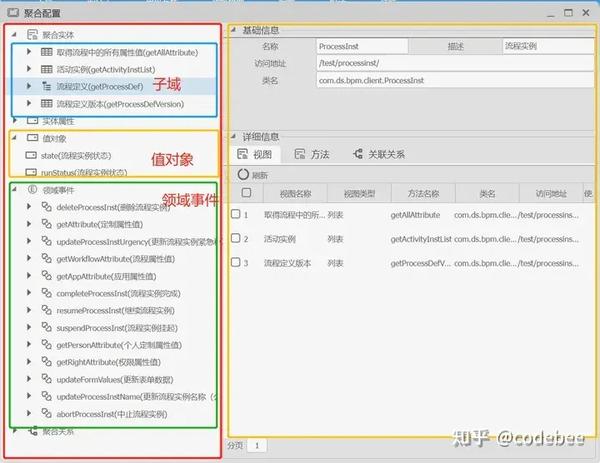 聚合配置
聚合实体
取得流程中的所有属性值(getAllAttribute)
活动实例(getActivityInstList)
流程定义(getProcessDef)
子域
流程定义版本(getProcessDefVersion)
实体属性
值对象
state(流程实例状态)
值对象
runStatus(流程实例状态)
领域事件
领域事件
deleteProcessInst(删除流程实例)
getAttribute(定制属性值)
updateProcessInstUrgency(更新流程实例紧急
getWorkflowAttribute(流程属性值)
getAppAttribute(应用属性值)
completeProcessInst(流程实例完成)
resumeProcessInst(继续流程实例)
suspendProcessInst(流程实例挂起)
getPersonAttribute(个人定制属性值)
getRightAttribute(权限属性值)
updateFormValues(更新表单数据)
updateProcessInstName(更新流程实例名称
abortProcessInst(中止流程实例)
聚合关系
基础信息
名称 ProcessInst 描述 流程实例
访问地址 /test/processinst/
类名 com.ds.bpm.client.ProcessInst
详细信息
视图 方法 关联关系
刷新
视图名称 视图类型 方法名称 类名 访问地址 使
1 取得流程中的所... 列表 getAllAttribute com.ds.bpm.clie.../test/processins...
2 活动实例 列表 getActivityInstList com.ds.bpm.clie.../test/processins...
3 流程定义版本 列表 getProcessDefV... com.ds.bpm.clie.../test/processins...
分页 1
知乎 @codebee